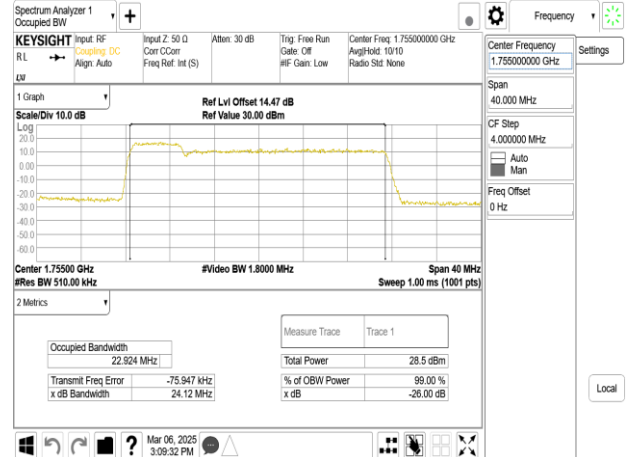 Spectrum Analyzer 1
Occupied BW
Frequency
KEYSIGHT
RL
LXI
Input: RF
Coupling: DC
Align: Auto
Input Z: 50 Ω
Corr CCorr
Freq Ref: Int (S)
Atten: 30 dB
Trig: Free Run
Gate: Off
#IF Gain: Low
Center Freq: 1.755000000 GHz
Avg|Hold: 10/10
Radio Std: None
Center Frequency
1.755000000 GHz
Settings
Span
40.000 MHz
CF Step
4.000000 MHz
Auto
Man
Freq Offset
0 Hz
Local
1 Graph
Scale/Div 10.0 dB
Ref Lvl Offset 14.47 dB
Ref Value 30.00 dBm
Log
20.0
10.0
0.00
-10.0
-20.0
-30.0
-40.0
-50.0
-60.0
Center 1.75500 GHz
#Res BW 510.00 kHz
#Video BW 1.8000 MHz
Span 40 MHz
Sweep 1.00 ms (1001 pts)
2 Metrics
Measure Trace Trace 1
Occupied Bandwidth
22.924 MHz
Total Power 28.5 dBm
Transmit Freq Error -75.947 kHz
% of OBW Power 99.00 %
x dB Bandwidth 24.12 MHz
x dB -26.00 dB
Mar 06, 2025
3:09:32 PM